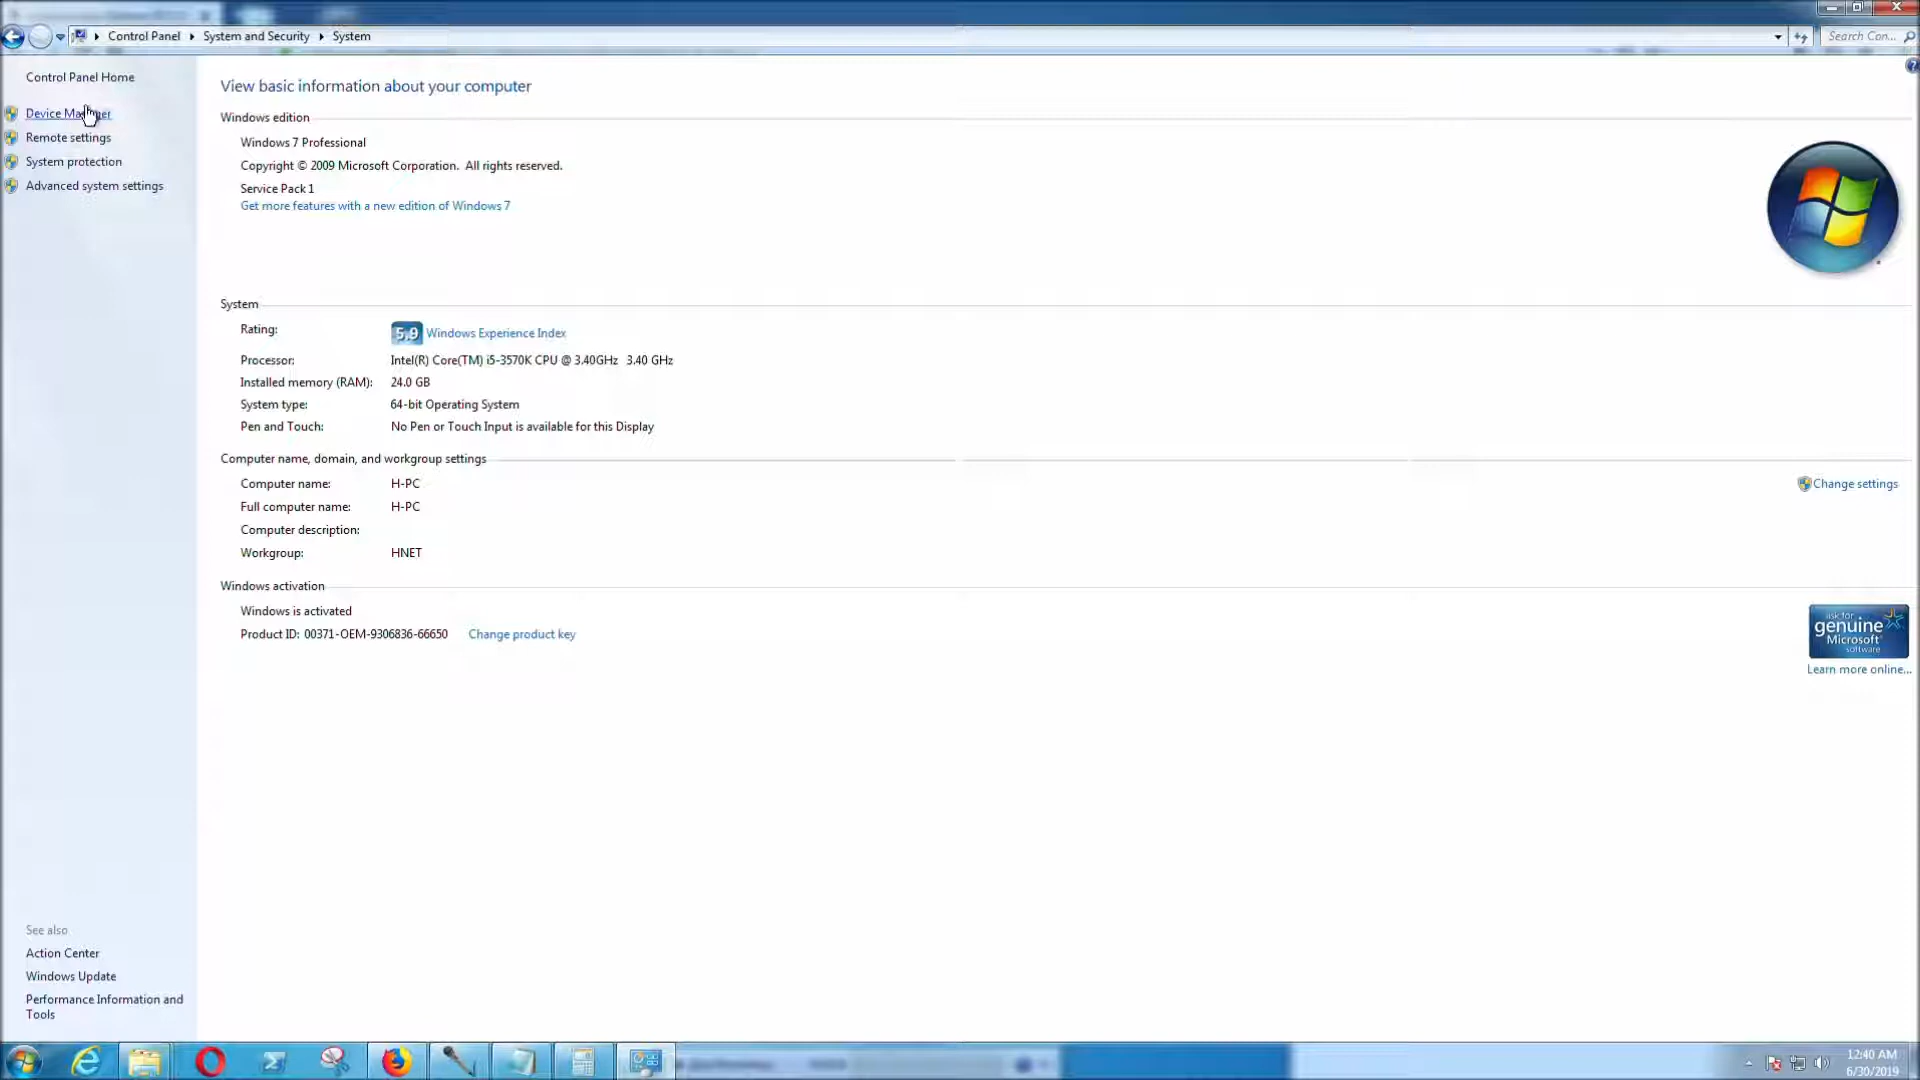 Control Panel ▸ System and Security ▸ System
Search Con...
Control Panel Home
Device Manager
Remote settings
System protection
Advanced system settings
View basic information about your computer
Windows edition
Windows 7 Professional
Copyright © 2009 Microsoft Corporation. All rights reserved.
Service Pack 1
Get more features with a new edition of Windows 7
System
Rating: 5,9 Windows Experience Index
Processor: Intel(R) Core(TM) i5-3570K CPU @ 3.40GHz 3.40 GHz
Installed memory (RAM): 24.0 GB
System type: 64-bit Operating System
Pen and Touch: No Pen or Touch Input is available for this Display
Computer name, domain, and workgroup settings
Computer name: H-PC
Change settings
Full computer name: H-PC
Computer description:
Workgroup: HNET
Windows activation
Windows is activated
Product ID: 00371-OEM-9306836-66650 Change product key
ask for
genuine
Microsoft
software
Learn more online...
See also
Action Center
Windows Update
Performance Information and
Tools
12:40 AM
6/30/2019